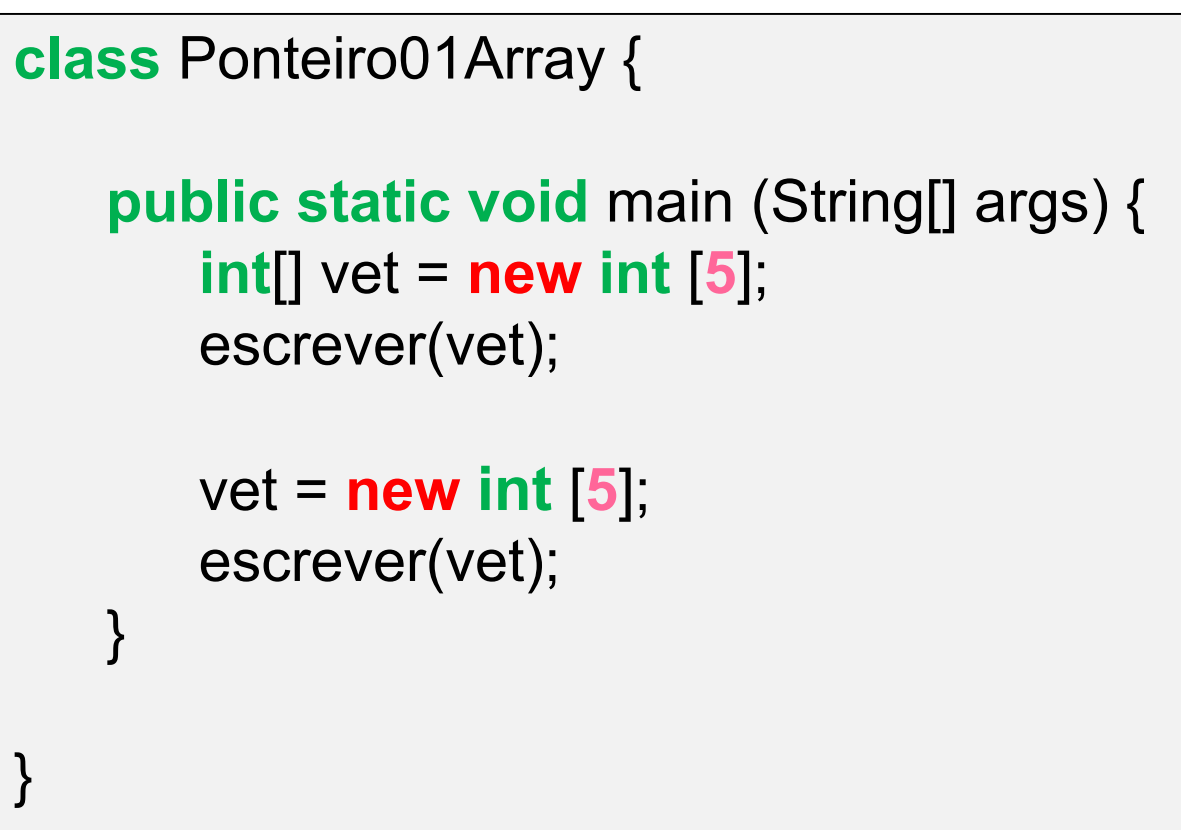 class Ponteiro01Array {
public static void main (String[] args) {
int[] vet = new int [5];
escrever(vet);
vet = new int [5];
escrever(vet);
}
}